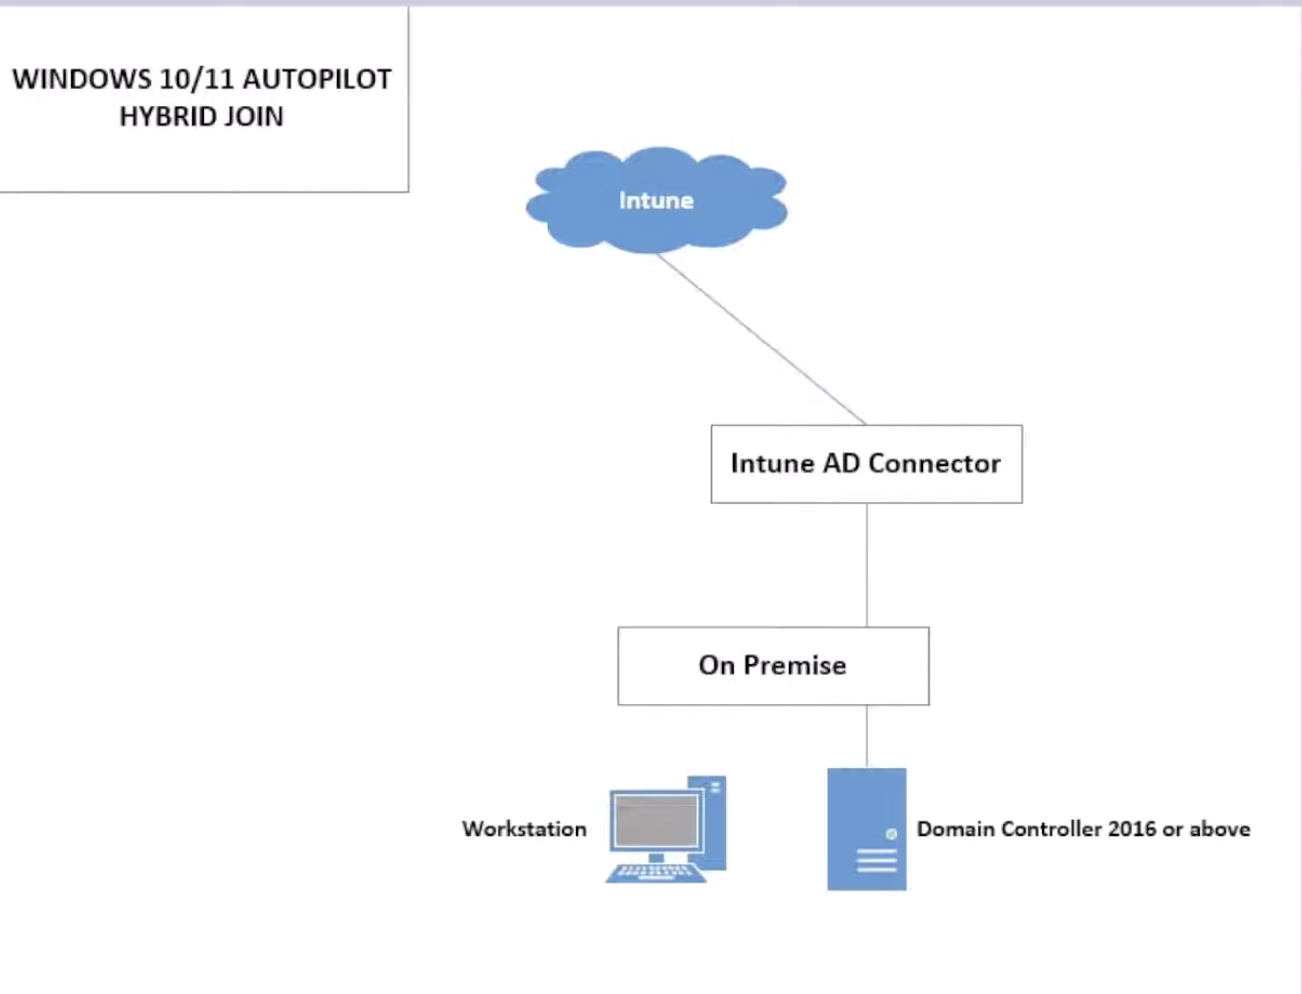 WINDOWS 10/11 AUTOPILOT
HYBRID JOIN
Intune
Intune AD Connector
On Premise
Workstation
Domain Controller 2016 or above